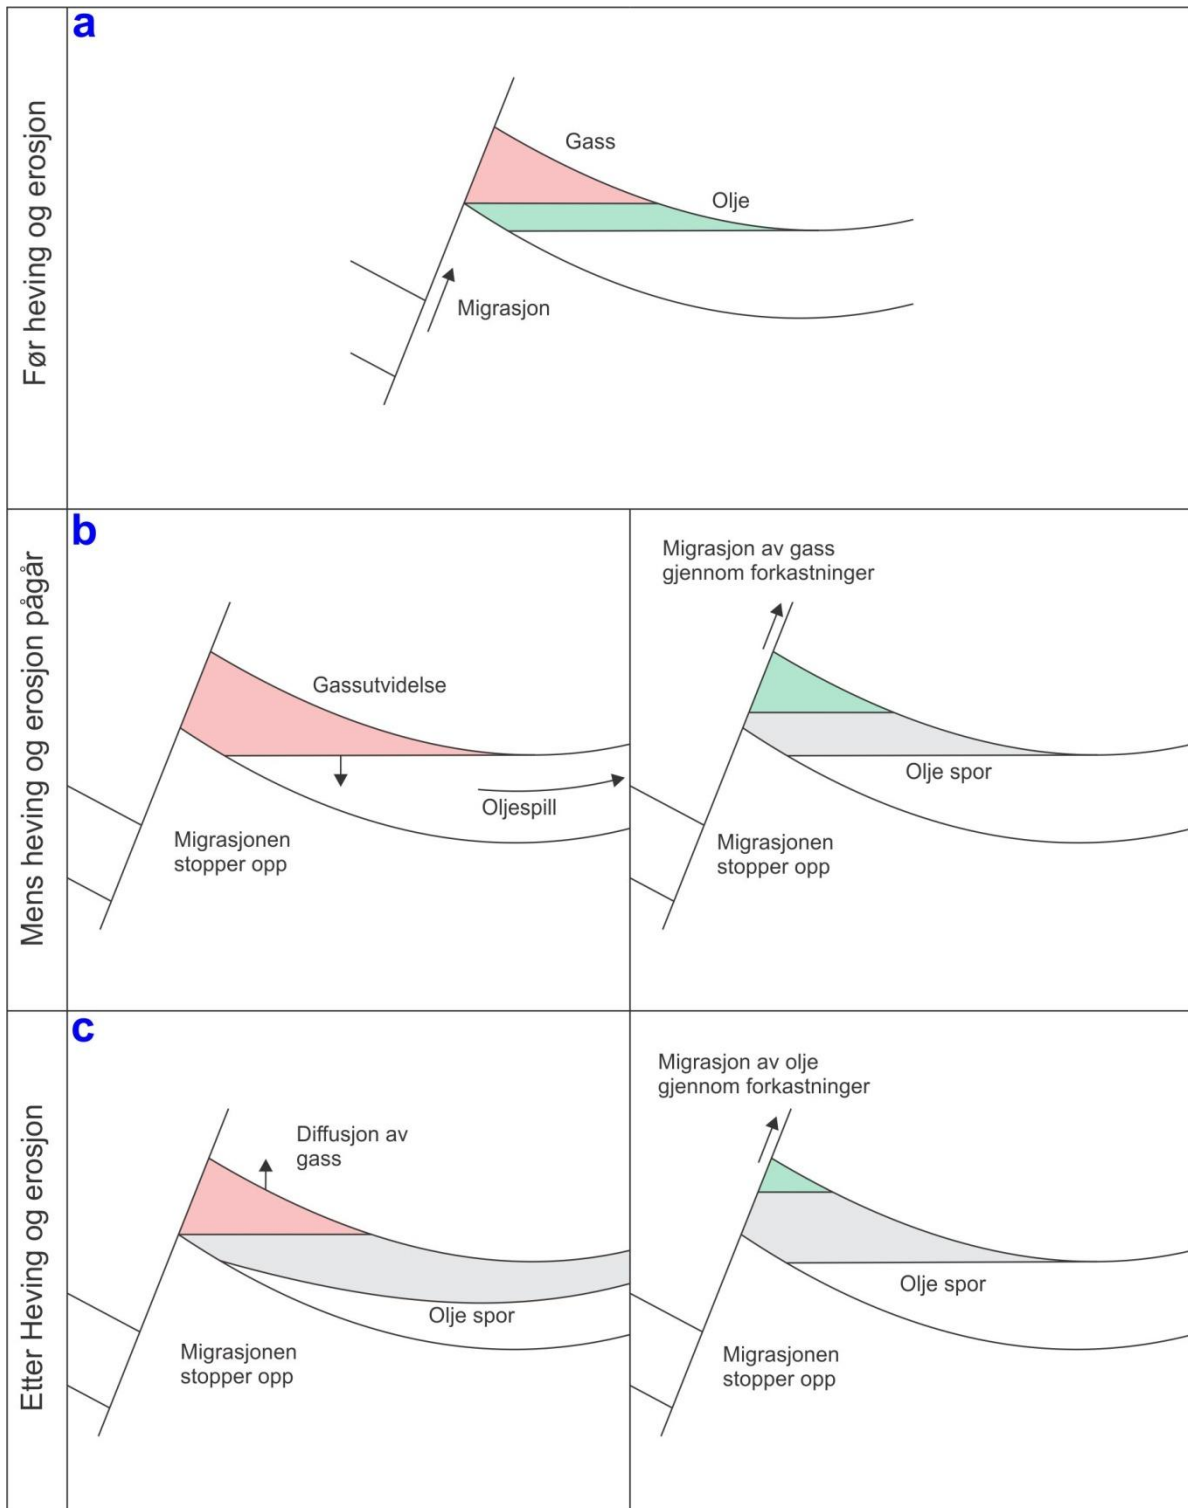 a
Før heving og erosjon
Gass
Olje
Migrasjon
b
Mens heving og erosjon pågår
Gassutvidelse
Oljespill
Migrasjonen
stopper opp
Migrasjon av gass
gjennom forkastninger
Olje spor
Migrasjonen
stopper opp
c
Etter Heving og erosjon
Diffusjon av
gass
Olje spor
Migrasjonen
stopper opp
Migrasjon av olje
gjennom forkastninger
Olje spor
Migrasjonen
stopper opp